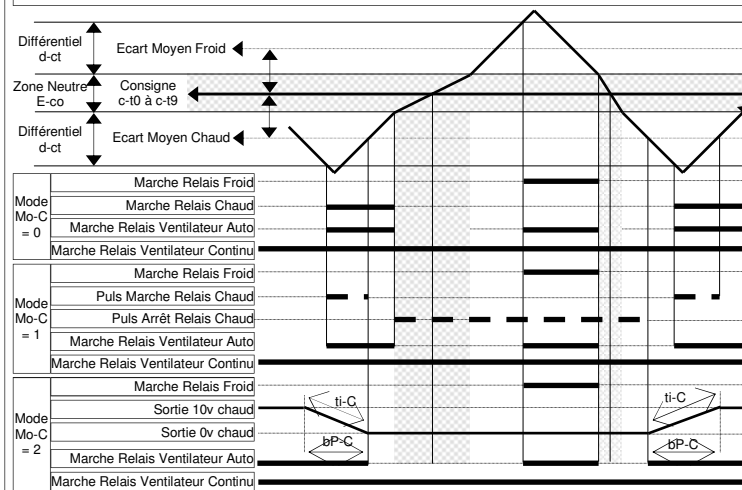 Différentiel
d-ct
Ecart Moyen Froid
Zone Neutre
E-co
Consigne
c-t0 à c-t9
Différentiel
d-ct
Ecart Moyen Chaud
Mode
Mo-C
= 0
Marche Relais Froid
Marche Relais Chaud
Marche Relais Ventilateur Auto
Marche Relais Ventilateur Continu
Mode
Mo-C
= 1
Marche Relais Froid
Puls Marche Relais Chaud
Puls Arrêt Relais Chaud
Marche Relais Ventilateur Auto
Marche Relais Ventilateur Continu
Mode
Mo-C
= 2
Marche Relais Froid
Sortie 10v chaud
ti-C
ti-C
Sortie 0v chaud
bP-C
bP-C
Marche Relais Ventilateur Auto
Marche Relais Ventilateur Continu